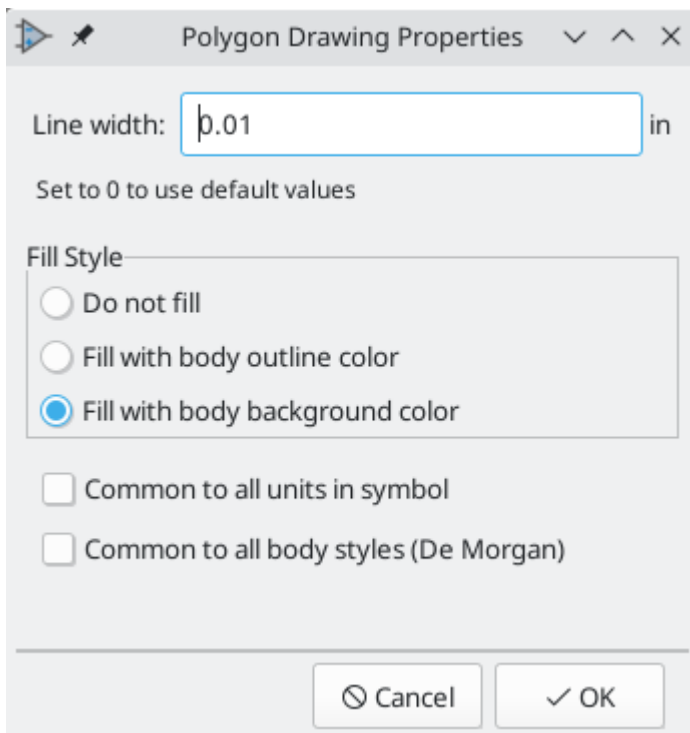 Polygon Drawing Properties
Line width: 0.01 in
Set to 0 to use default values
Fill Style
Do not fill
Fill with body outline color
Fill with body background color
Common to all units in symbol
Common to all body styles (De Morgan)
Cancel OK